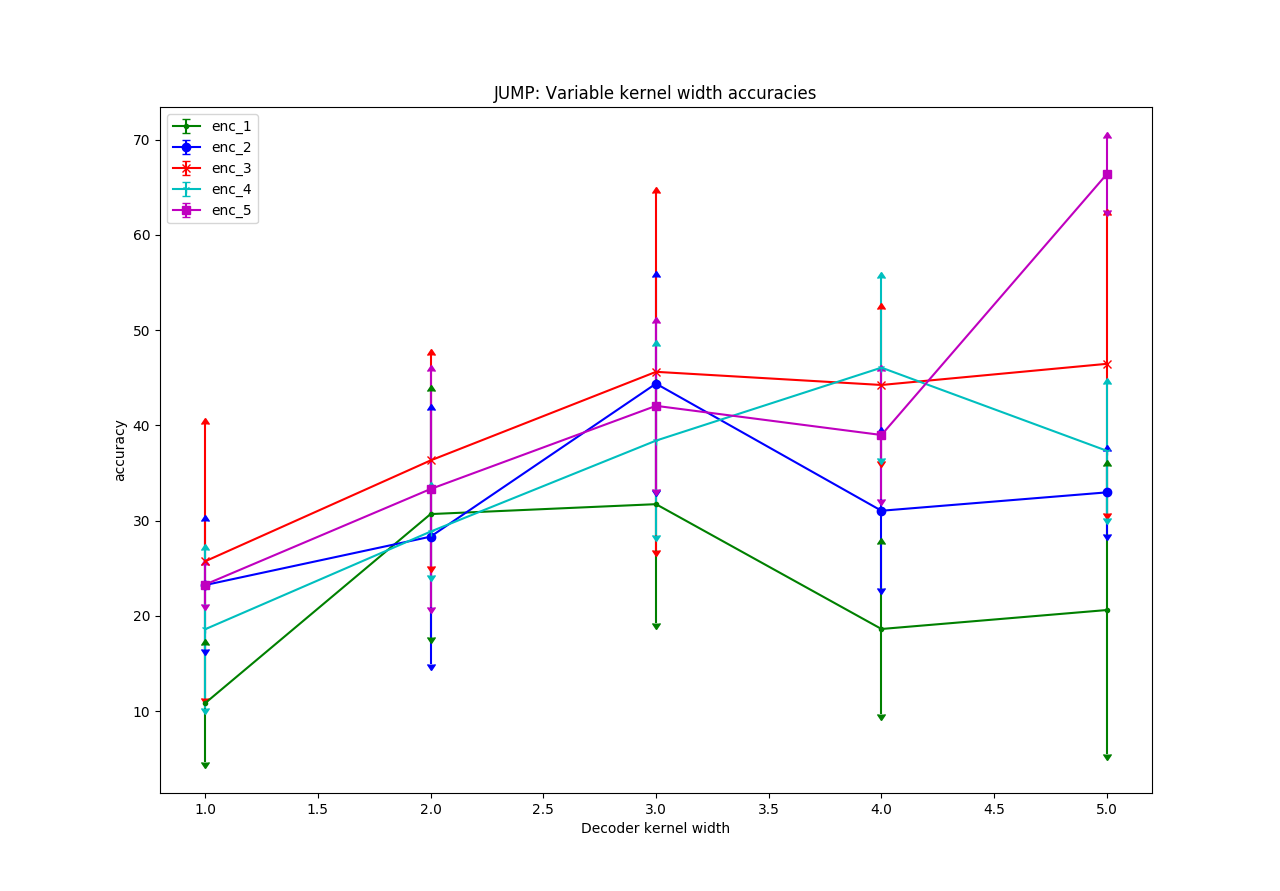 JUMP: Variable kernel width accuracies
enc_1
enc_2
enc_3
enc_4
enc_5
70
60
50
40
30
20
10
accuracy
1.0 1.5 2.0 2.5 3.0 3.5 4.0 4.5 5.0
Decoder kernel width